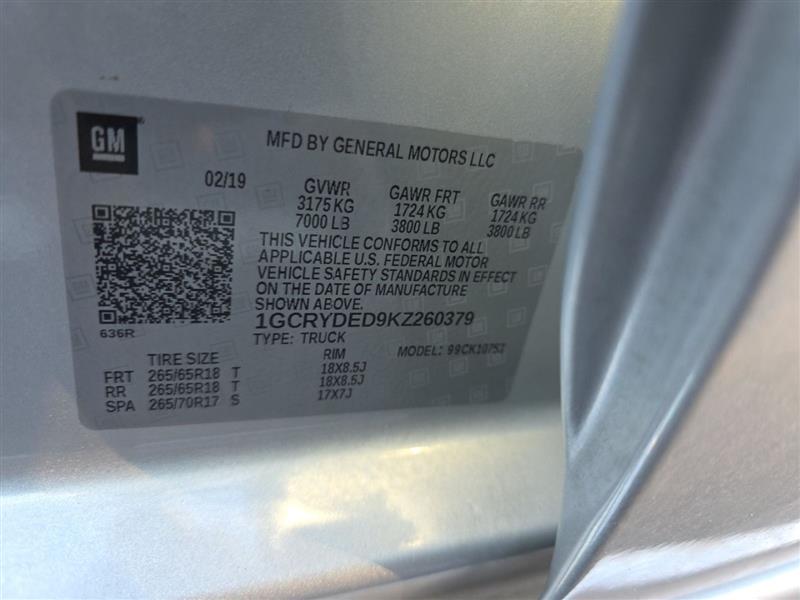 GM
MFD BY GENERAL MOTORS LLC
02/19 GVWR GAWR FRT GAWR RR
3175 KG 1724 KG 1724 KG
7000 LB 3800 LB 3800 LB
THIS VEHICLE CONFORMS TO ALL
APPLICABLE U.S. FEDERAL MOTOR
VEHICLE SAFETY STANDARDS IN EFFECT
ON THE DATE OF MANUFACTURE
SHOWN ABOVE.
636R
1GCRYDED9KZ260379
TYPE: TRUCK MODEL: 99CK10753
TIRE SIZE RIM
FRT 265/65R18 T 18X8.5J
RR 265/65R18 T 18X8.5J
SPA 265/70R17 S 17X7J